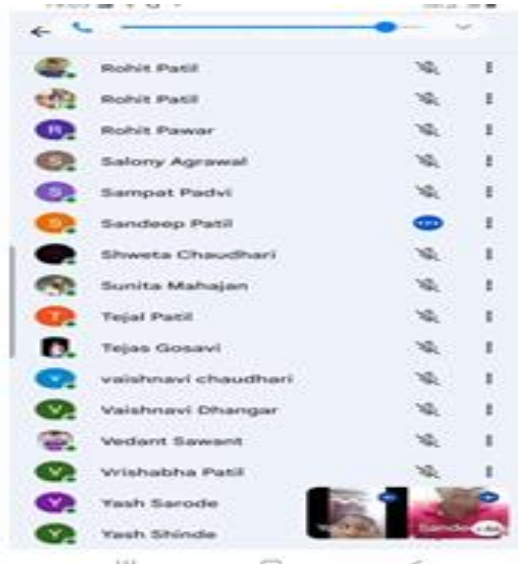 Rohit Patil
Rohit Patil
R Rohit Pawar
S Salony Agrawal
S Sampat Padvi
S Sandeep Patil
Shweta Chaudhari
Sunita Mahajan
T Tejal Patil
Tejas Gosavi
V vaishnavi chaudhari
V Vaishnavi Dhangar
Vedant Sawant
V Vrishabha Patil
Y Yash Sarode
Y Yash Shinde